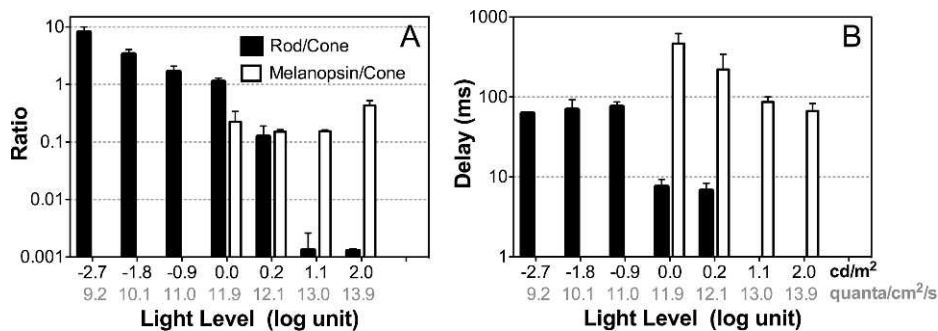 A
Rod/Cone
Melanopsin/Cone
10
1
0.1
0.01
0.001
Ratio
-2.7 -1.8 -0.9 0.0 0.2 1.1 2.0
9.2 10.1 11.0 11.9 12.1 13.0 13.9
Light Level (log unit)
B
1000
100
10
1
Delay (ms)
-2.7 -1.8 -0.9 0.0 0.2 1.1 2.0 cd/m²
9.2 10.1 11.0 11.9 12.1 13.0 13.9 quanta/cm²/s
Light Level (log unit)